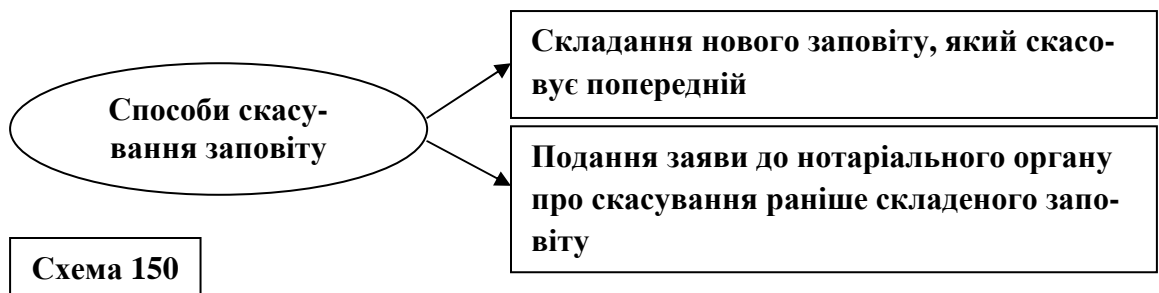 Способи скасу-
вання заповіту
Складання нового заповіту, який скасо-
вує попередній
Подання заяви до нотаріального органу
про скасування раніше складеного запо-
віту
Схема 150